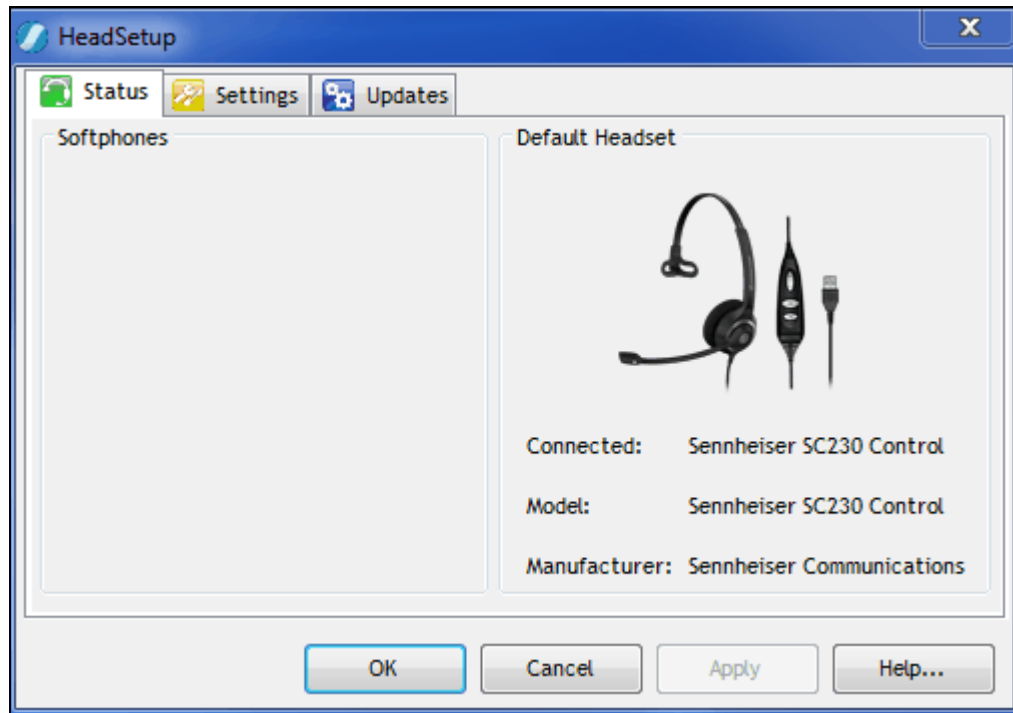 HeadSetup
Status Settings Updates
Softphones
Default Headset
Connected: Sennheiser SC230 Control
Model: Sennheiser SC230 Control
Manufacturer: Sennheiser Communications
OK Cancel Apply Help...